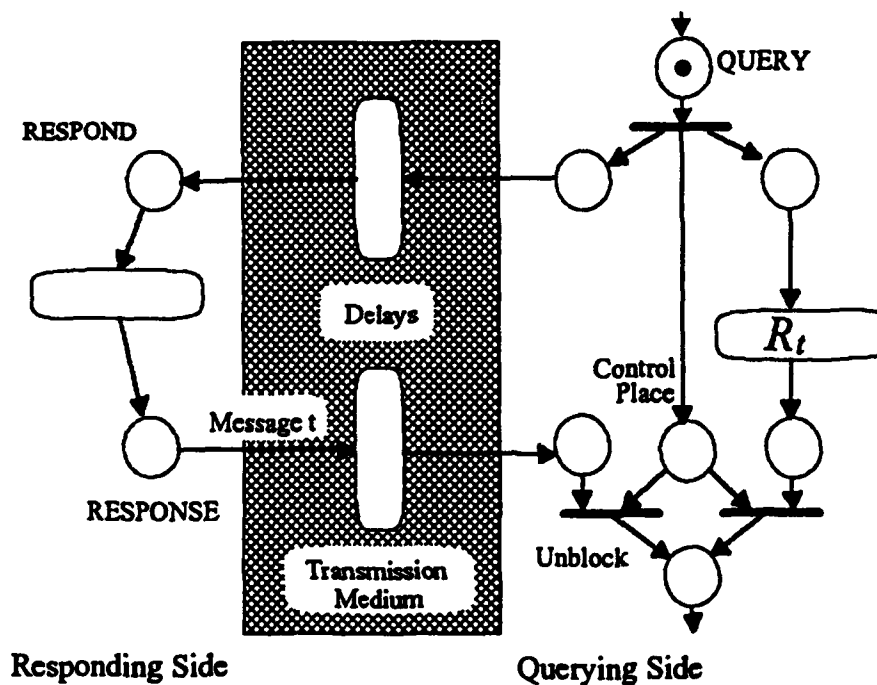 QUERY
RESPOND
Delays
R_t
Control
Place
Message t
RESPONSE
Unblock
Transmission
Medium
Responding Side
Querying Side